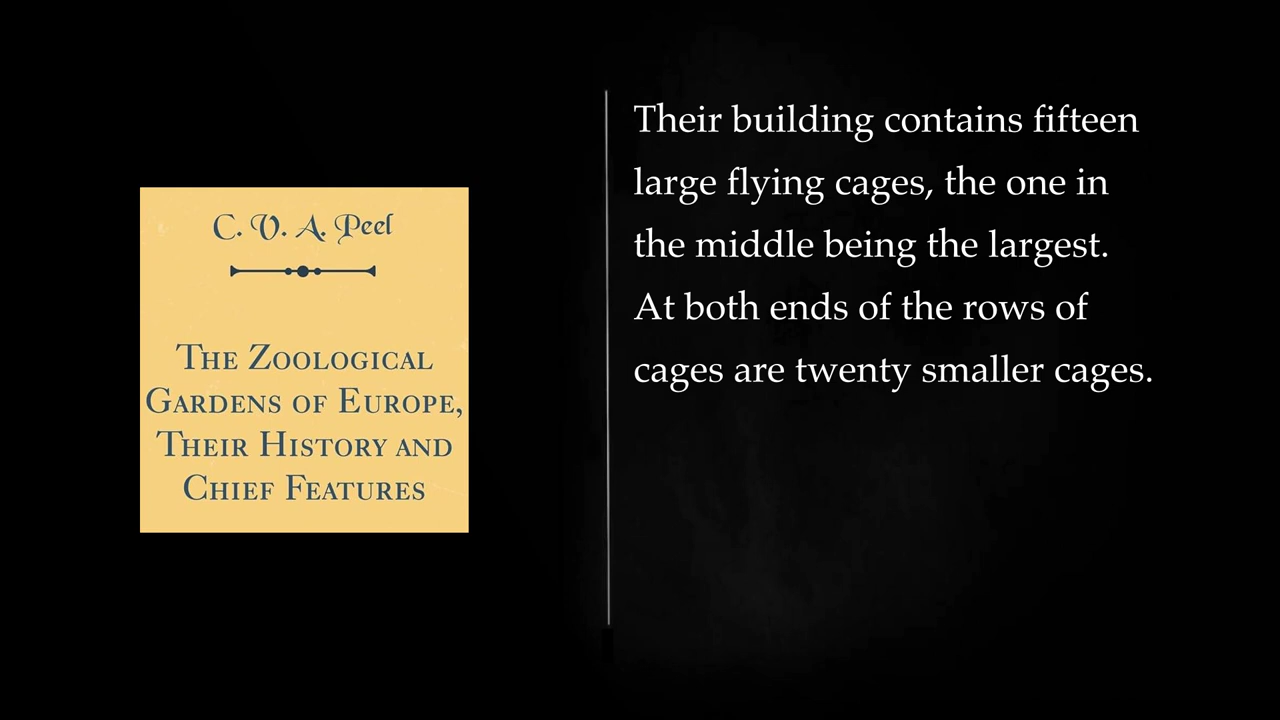 C. V. A. Peel
The Zoological
Gardens of Europe,
Their History and
Chief Features
Their building contains fifteen
large flying cages, the one in
the middle being the largest.
At both ends of the rows of
cages are twenty smaller cages.